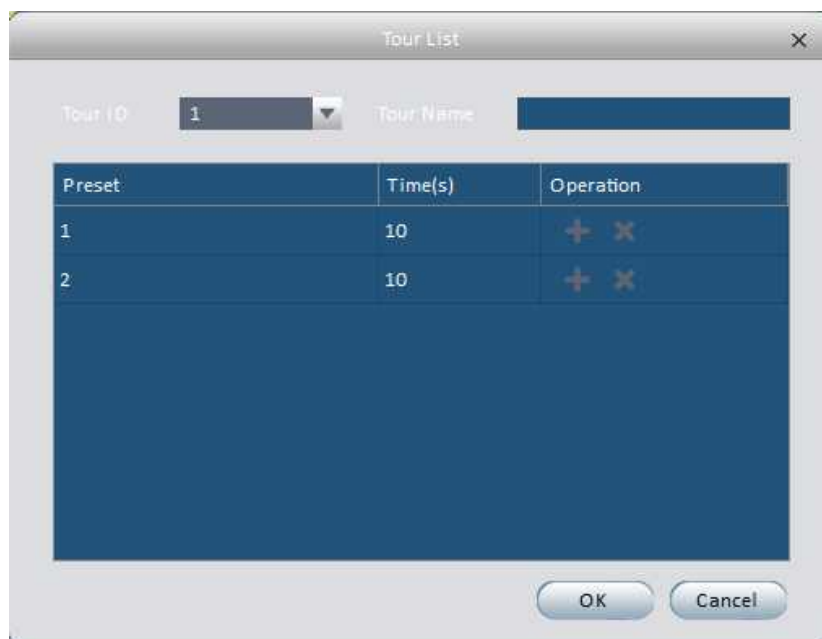 Tour List
Tour ID 1 Tour Name
Preset Time(s) Operation
1 10
2 10
OK Cancel